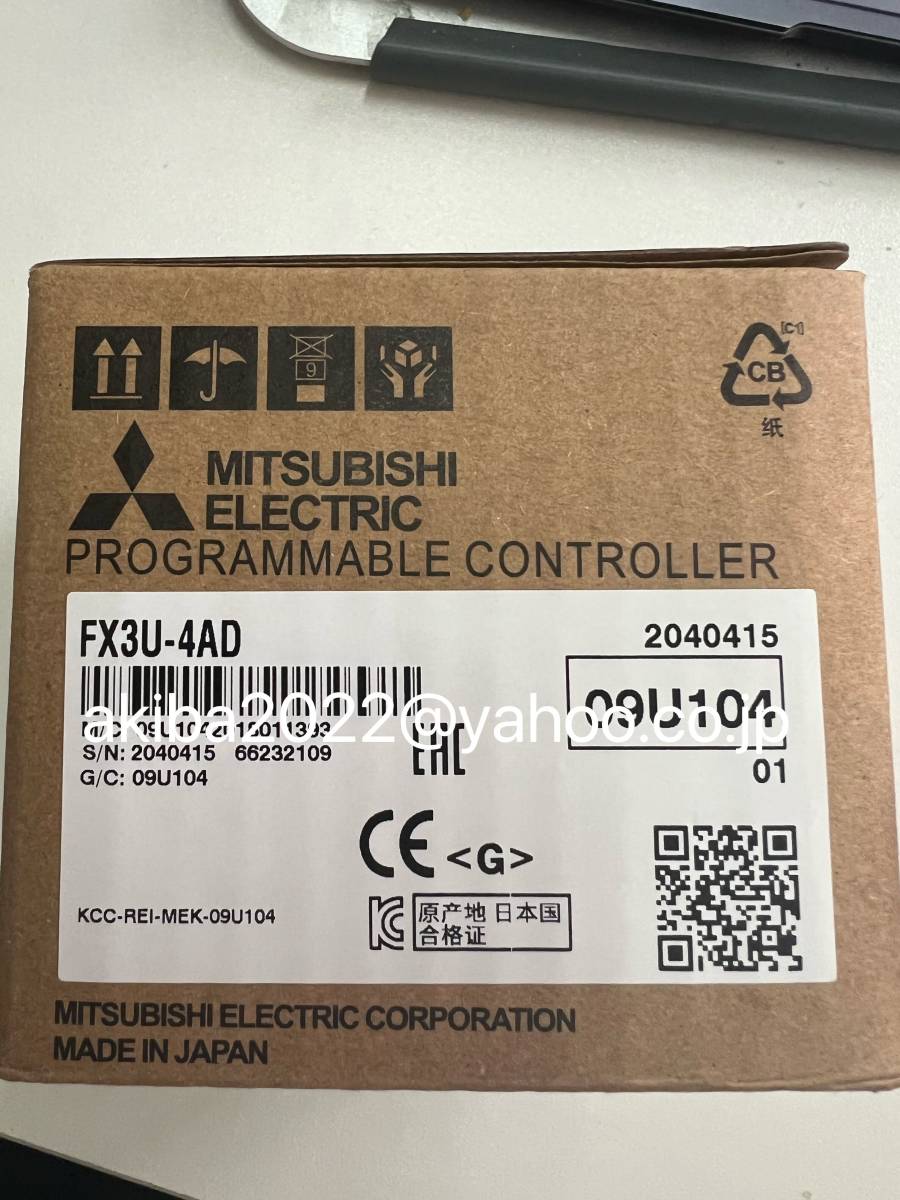 9
[C1]
CB
纸
MITSUBISHI
ELECTRIC
PROGRAMMABLE CONTROLLER
FX3U-4AD
2040415
09U104
akiba2022@yahoo.co.jp
S/N: 2040415 66232109
EAC
01
G/C: 09U104
CE <G>
KCC-REI-MEK-09U104
原产地 日本国
合格证
MITSUBISHI ELECTRIC CORPORATION
MADE IN JAPAN